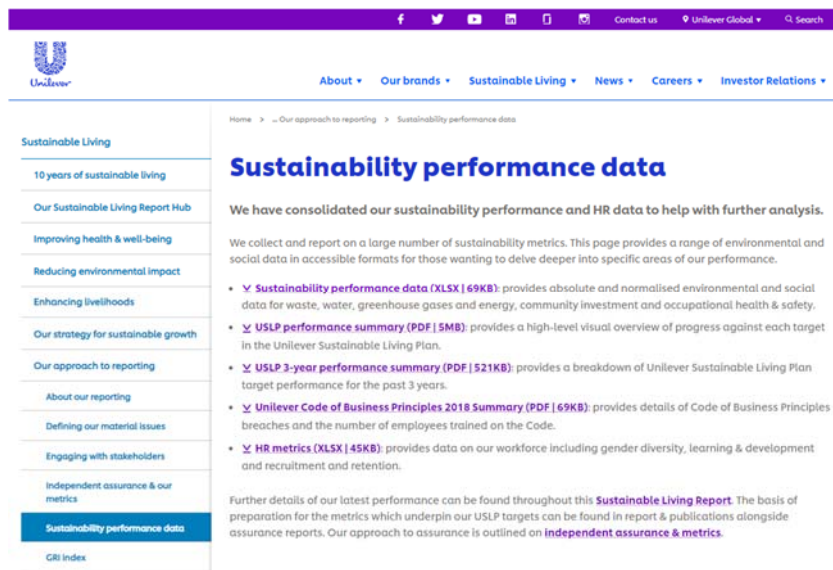 Contact us
Unilever Global
Search
Unilever
About
Our brands
Sustainable Living
News
Careers
Investor Relations
Home > ... Our approach to reporting > Sustainability performance data
Sustainable Living
10 years of sustainable living
Our Sustainable Living Report Hub
Improving health & well-being
Reducing environmental impact
Enhancing livelihoods
Our strategy for sustainable growth
Our approach to reporting
About our reporting
Defining our material issues
Engaging with stakeholders
Independent assurance & our
metrics
Sustainability performance data
GRI index
Sustainability performance data
We have consolidated our sustainability performance and HR data to help with further analysis.
We collect and report on a large number of sustainability metrics. This page provides a range of environmental and
social data in accessible formats for those wanting to delve deeper into specific areas of our performance.
• Sustainability performance data (XLSX | 69KB): provides absolute and normalised environmental and social
data for waste, water, greenhouse gases and energy, community investment and occupational health & safety.
• USLP performance summary (PDF | 5MB): provides a high-level visual overview of progress against each target
in the Unilever Sustainable Living Plan.
• USLP 3-year performance summary (PDF | 521KB): provides a breakdown of Unilever Sustainable Living Plan
target performance for the past 3 years.
• Unilever Code of Business Principles 2018 Summary (PDF | 69KB): provides details of Code of Business Principles
breaches and the number of employees trained on the Code.
• HR metrics (XLSX | 45KB): provides data on our workforce including gender diversity, learning & development
and recruitment and retention.
Further details of our latest performance can be found throughout this Sustainable Living Report. The basis of
preparation for the metrics which underpin our USLP targets can be found in report & publications alongside
assurance reports. Our approach to assurance is outlined on independent assurance & metrics.